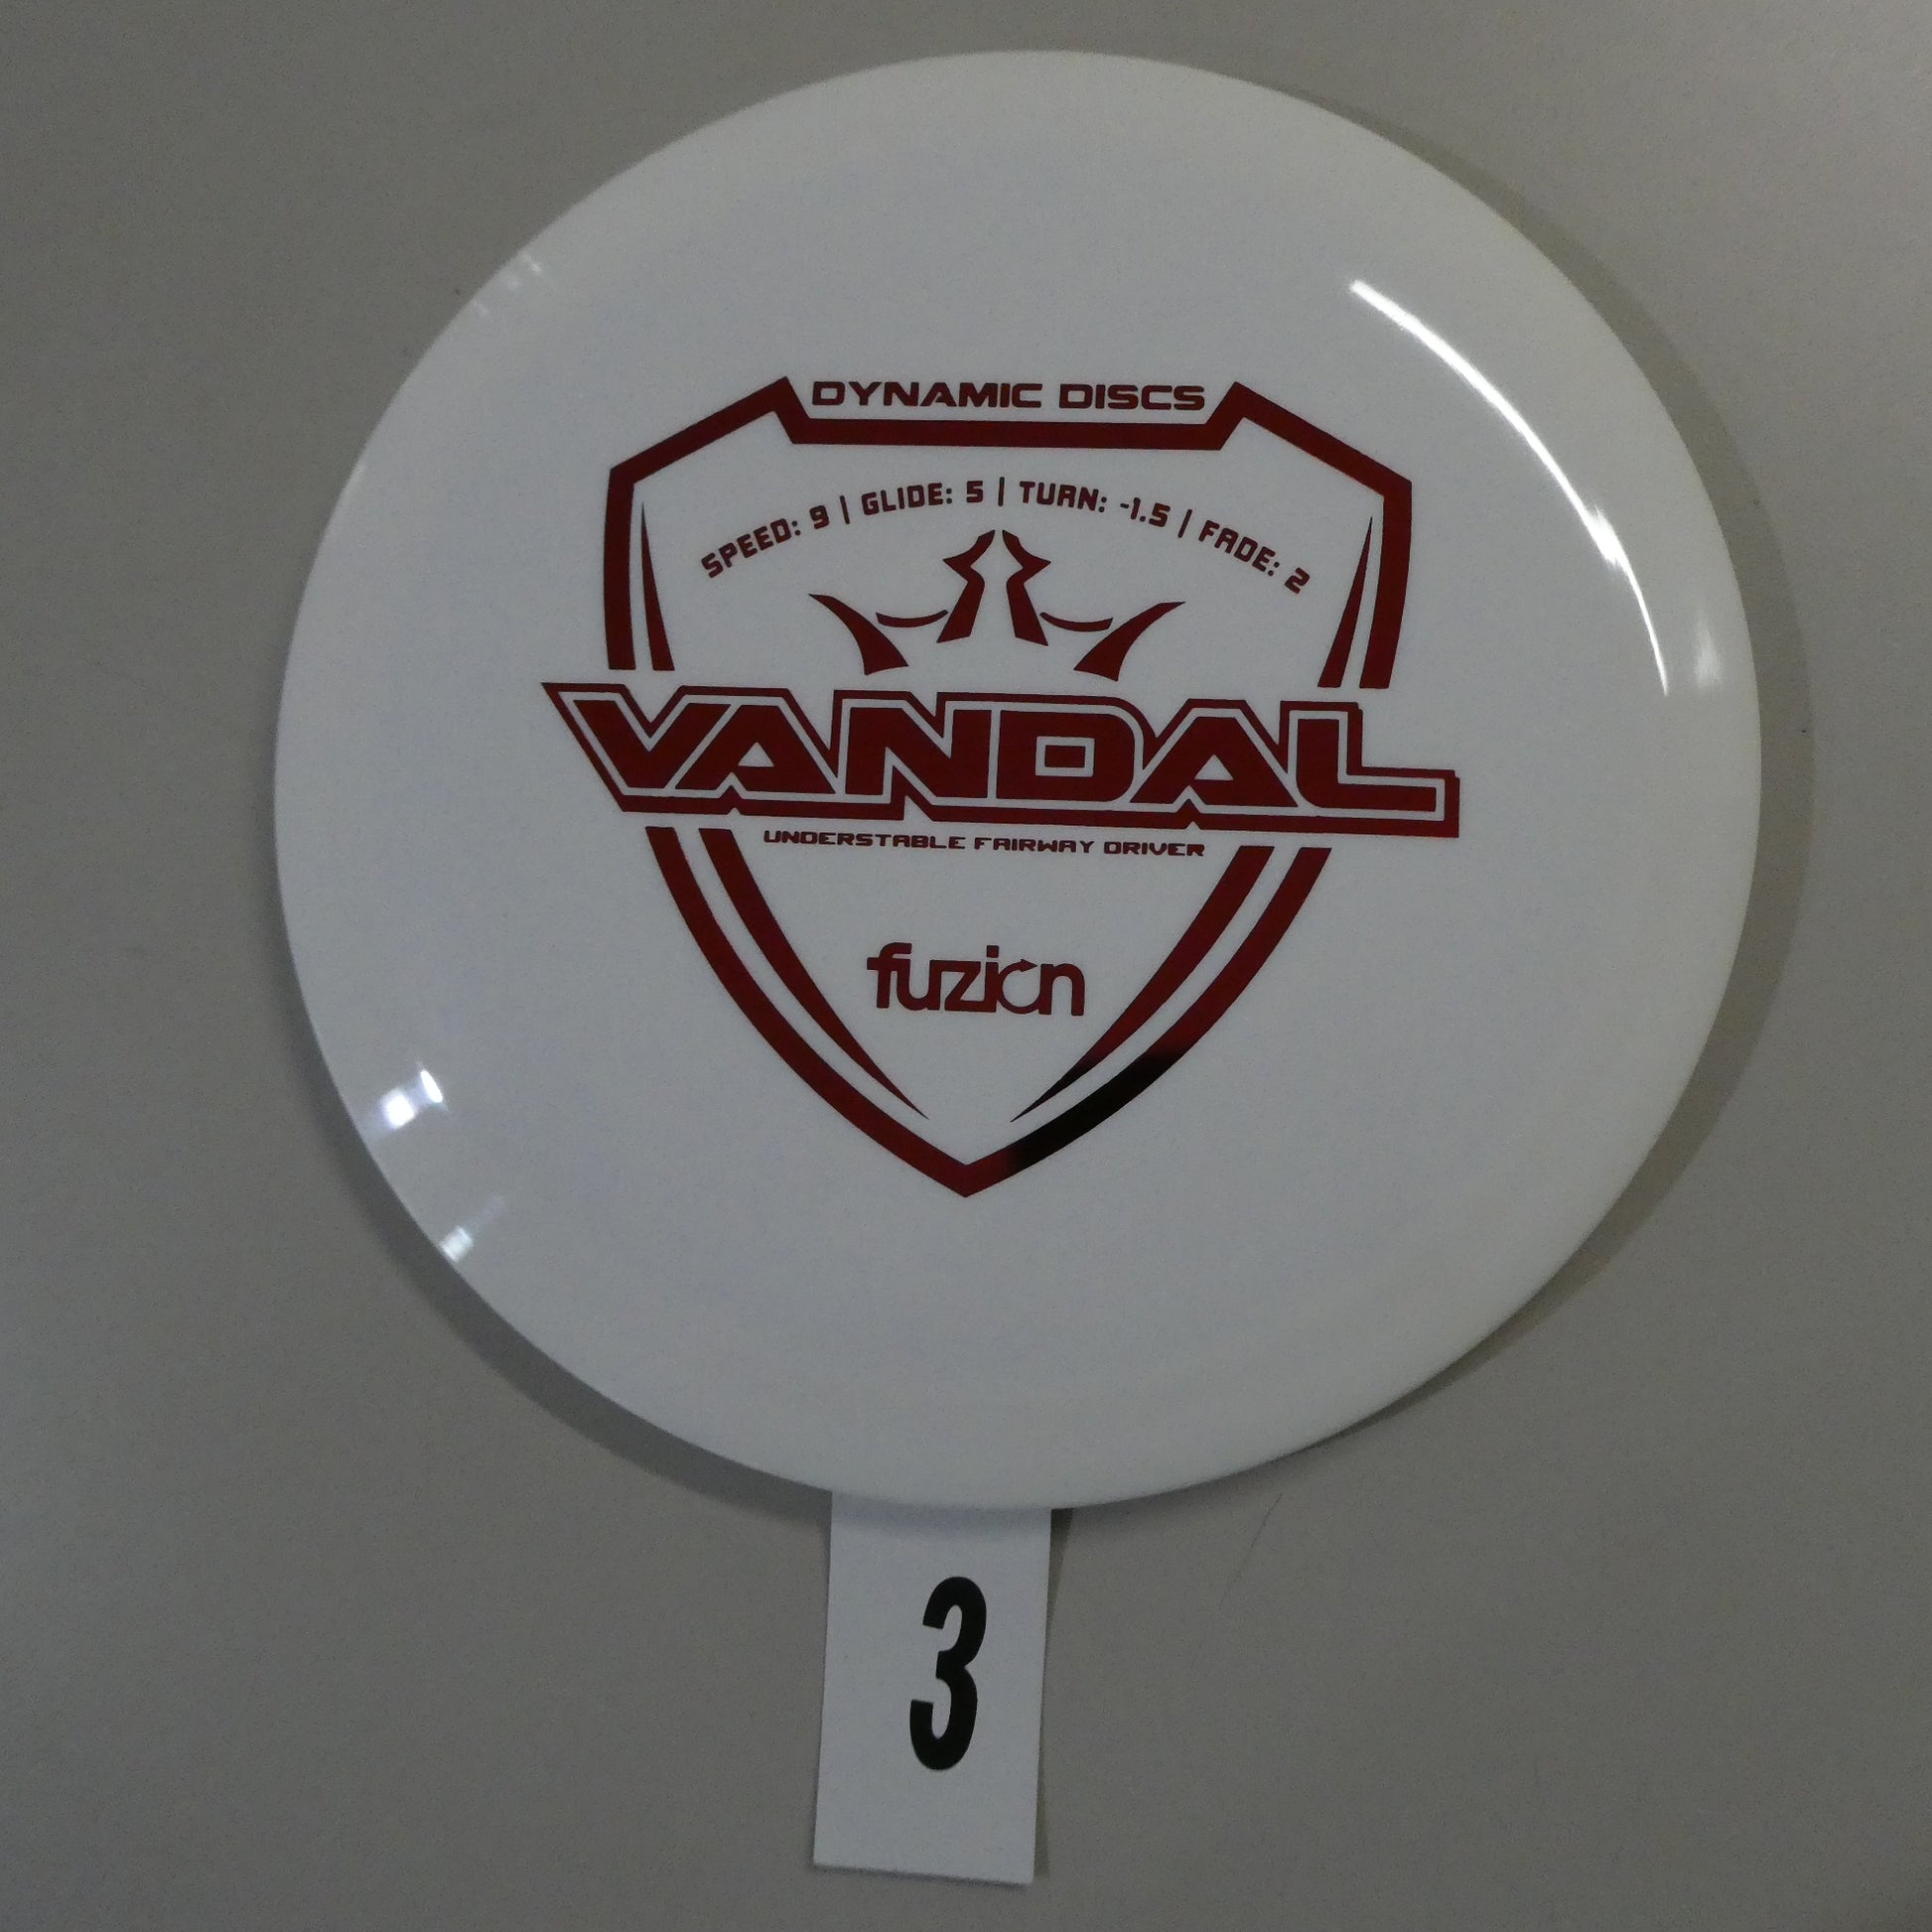 DYNAMIC DISCS
SPEED: 9 | GLIDE: 5 | TURN: -1.5 | FADE: 2
VANDAL
UNDERSTABLE FAIRWAY DRIVER
fuzion
3